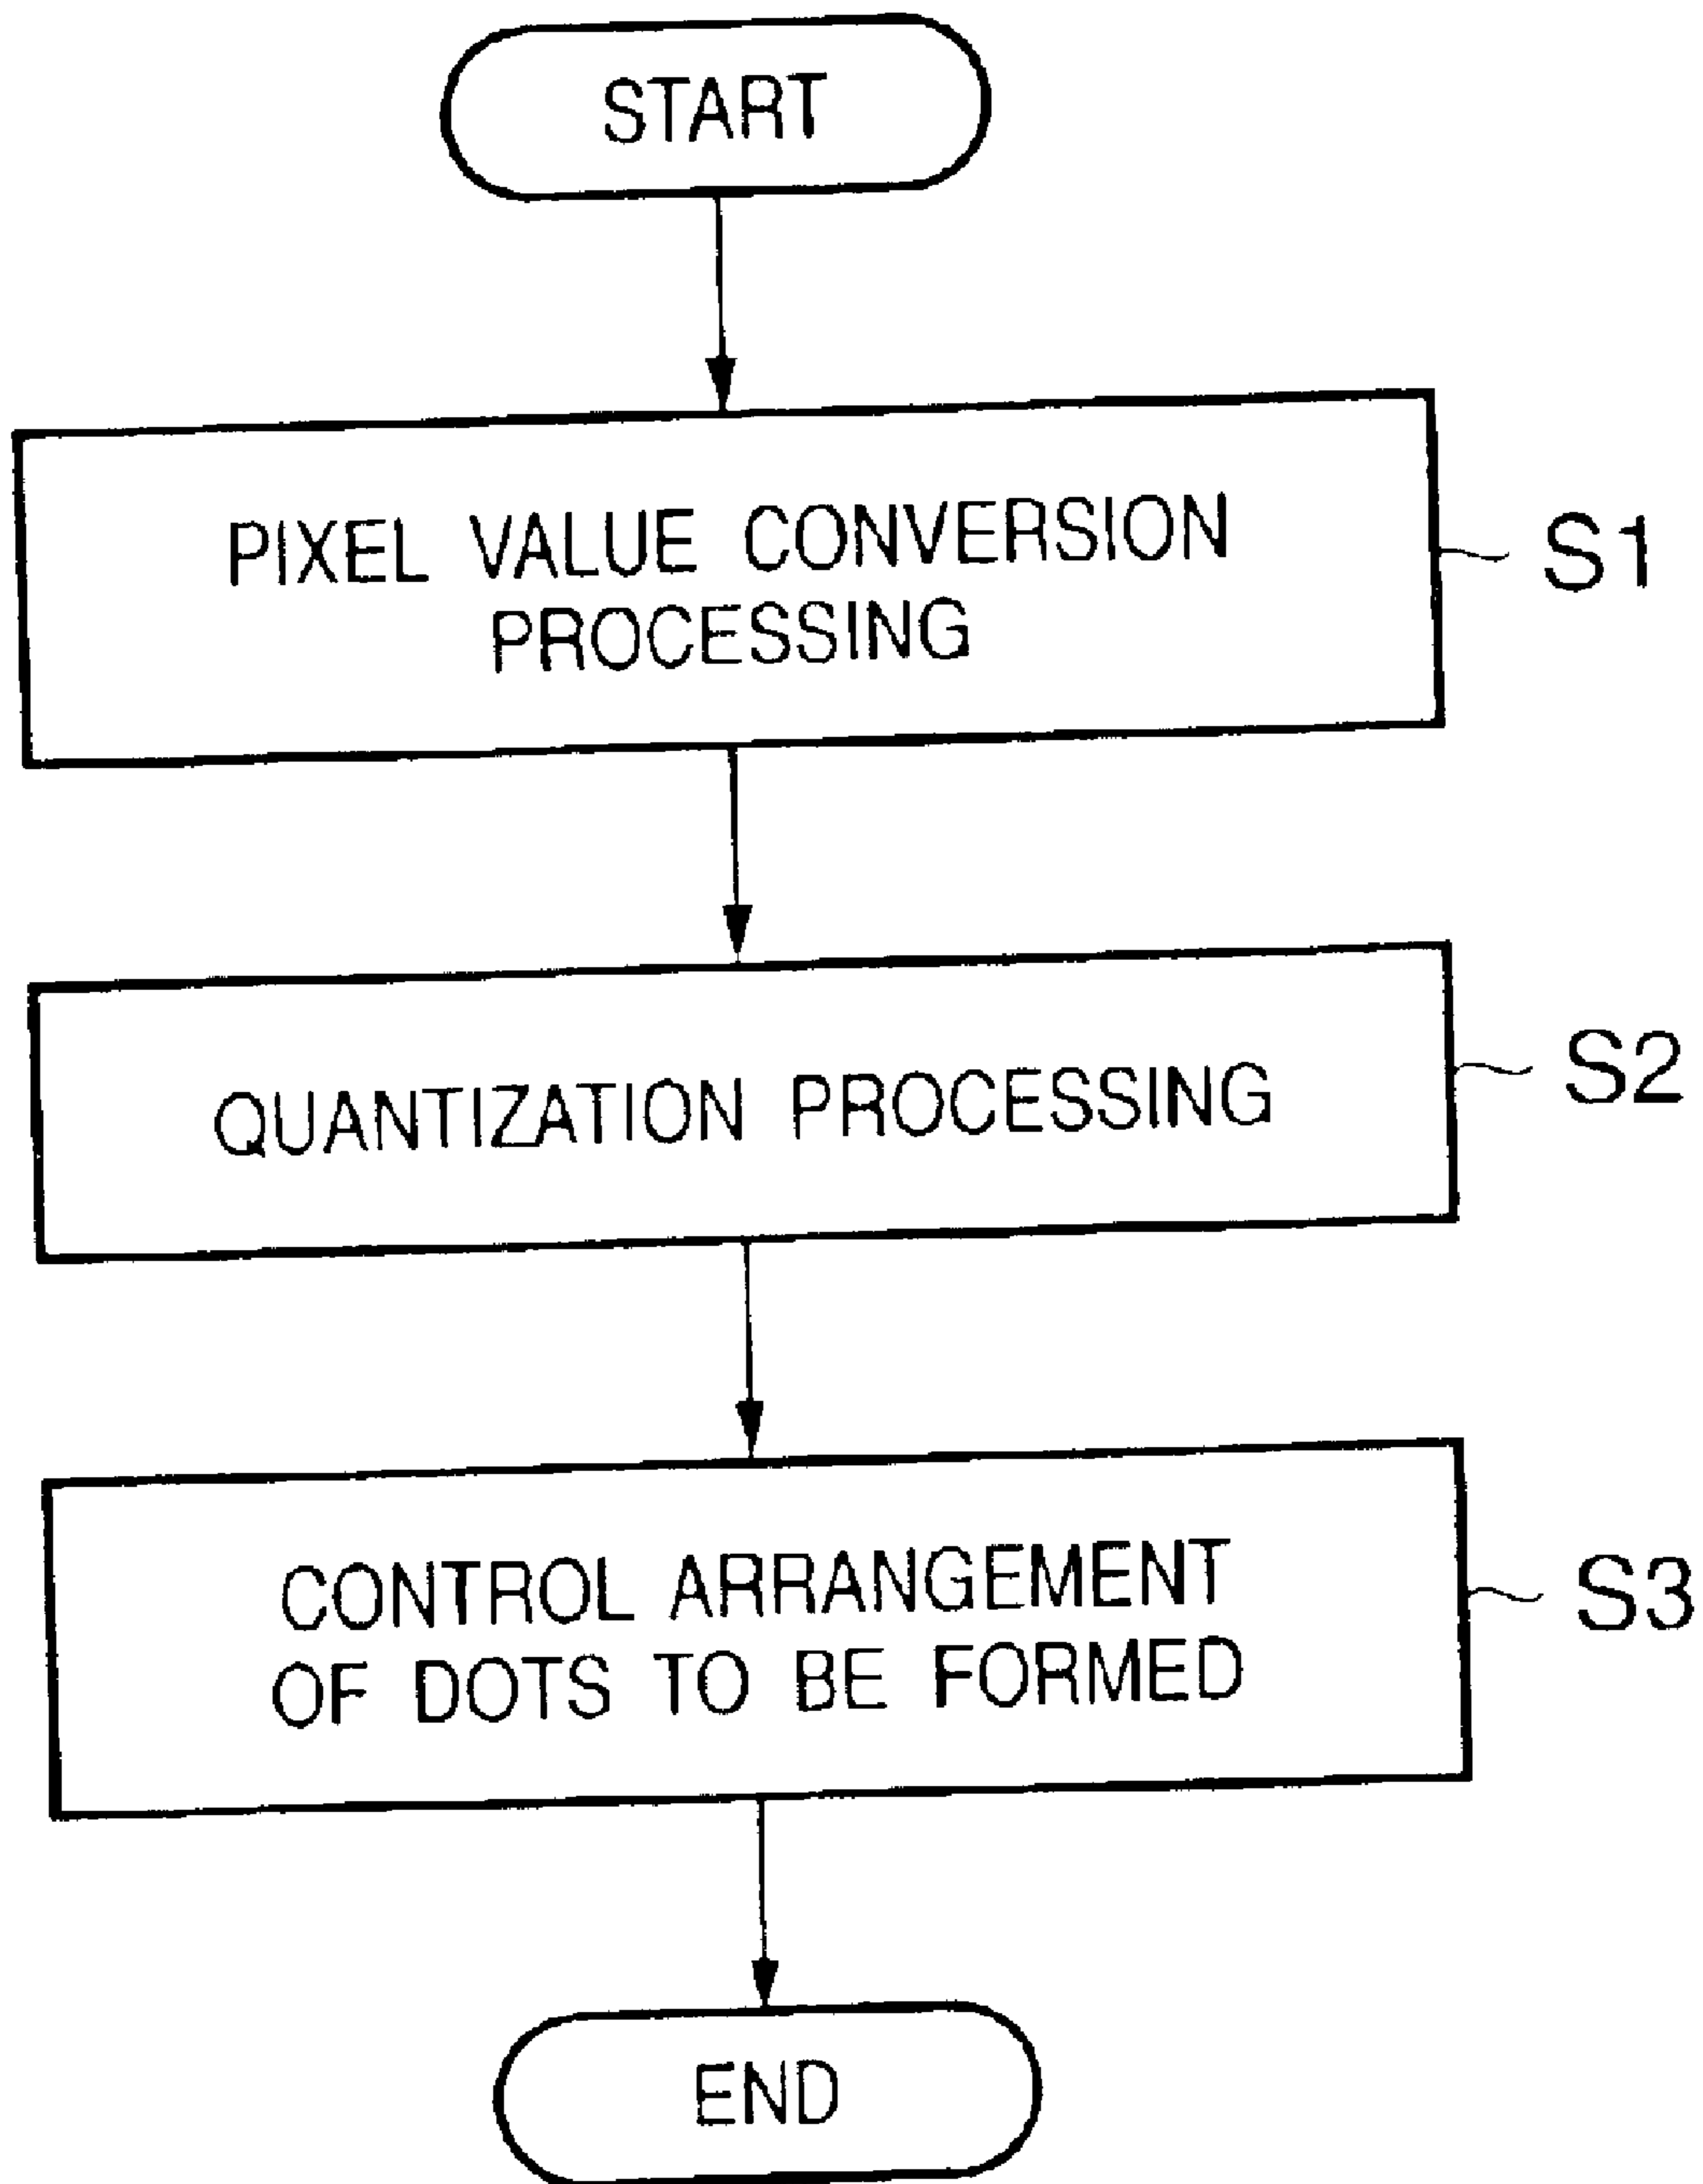 START
PIXEL VALUE CONVERSION
PROCESSING
S1
QUANTIZATION PROCESSING
S2
CONTROL ARRANGEMENT
OF DOTS TO BE FORMED
S3
END